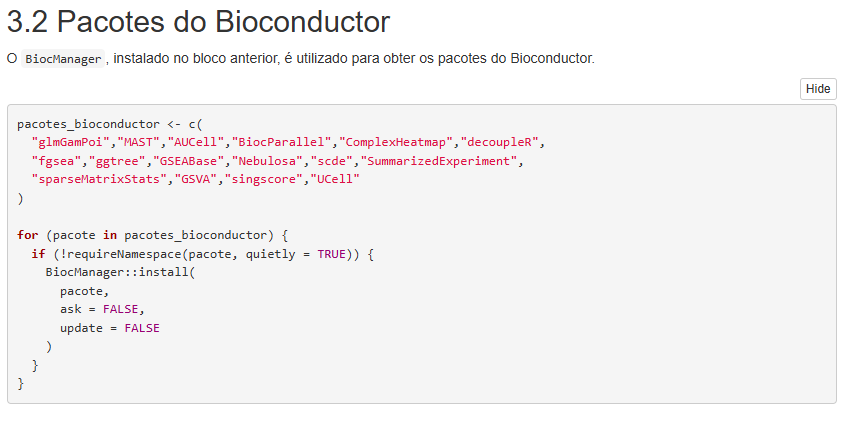 3.2 Pacotes do Bioconductor
O BiocManager, instalado no bloco anterior, é utilizado para obter os pacotes do Bioconductor.
Hide
pacotes_bioconductor <- c(
  "glmGamPoi","MAST","AUCell","BiocParallel","ComplexHeatmap","decoupleR",
  "fgsea","ggtree","GSEABase","Nebulosa","scde","SummarizedExperiment",
  "sparseMatrixStats","GSVA","singscore","UCell"
)
for (pacote in pacotes_bioconductor) {
  if (!requireNamespace(pacote, quietly = TRUE)) {
    BiocManager::install(
      pacote,
      ask = FALSE,
      update = FALSE
    )
  }
}